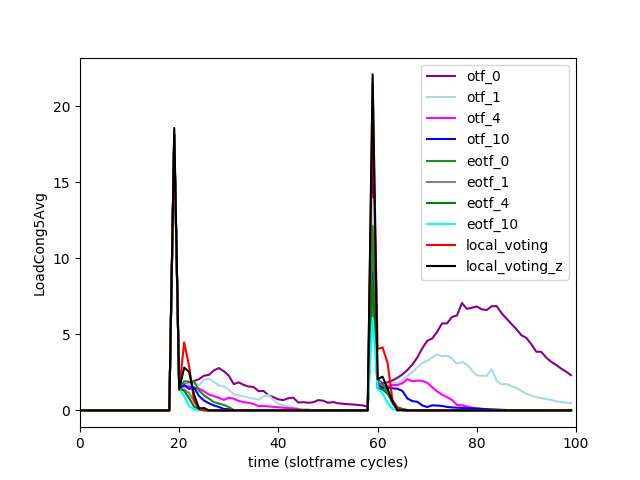 LoadCong5Avg
20
15
10
5
0
0 20 40 60 80 100
time (slotframe cycles)
otf_0
otf_1
otf_4
otf_10
eotf_0
eotf_1
eotf_4
eotf_10
local_voting
local_voting_z